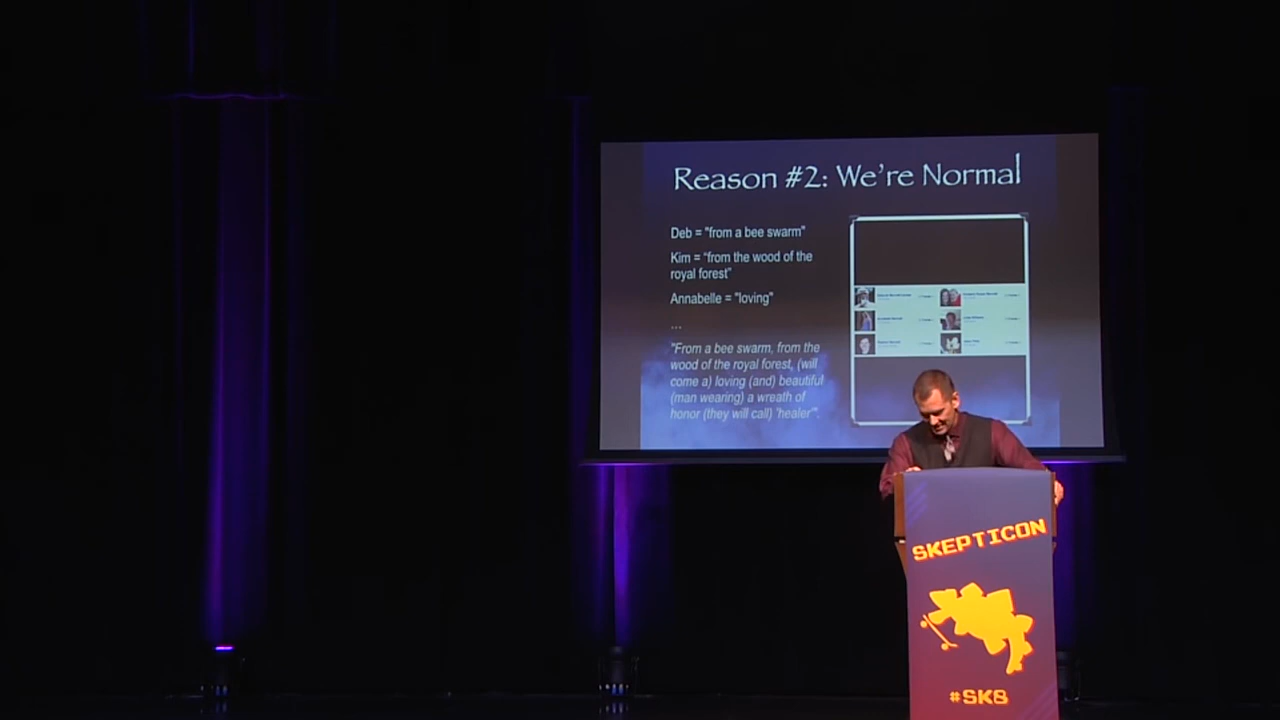 Reason #2: We're Normal
Deb = "from a bee swarm"
Kim = "from the wood of the
royal forest"
Annabelle = "loving"
...
"From a bee swarm, from the
wood of the royal forest, (will
come a) loving (and) beautiful
(man wearing) a wreath of
honor (they will call) 'healer'".
SKEPTICON
#SK8